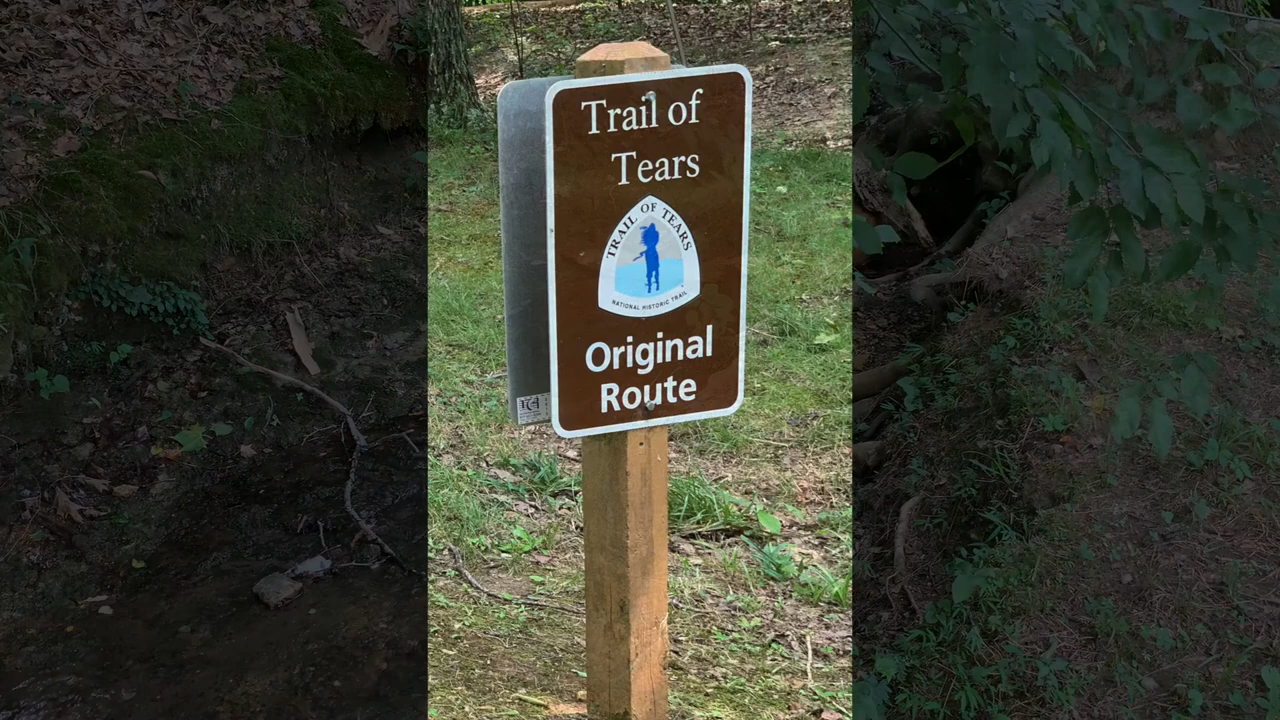 Trail of
Tears
TRAIL OF TEARS
NATIONAL HISTORIC TRAIL
Original
Route